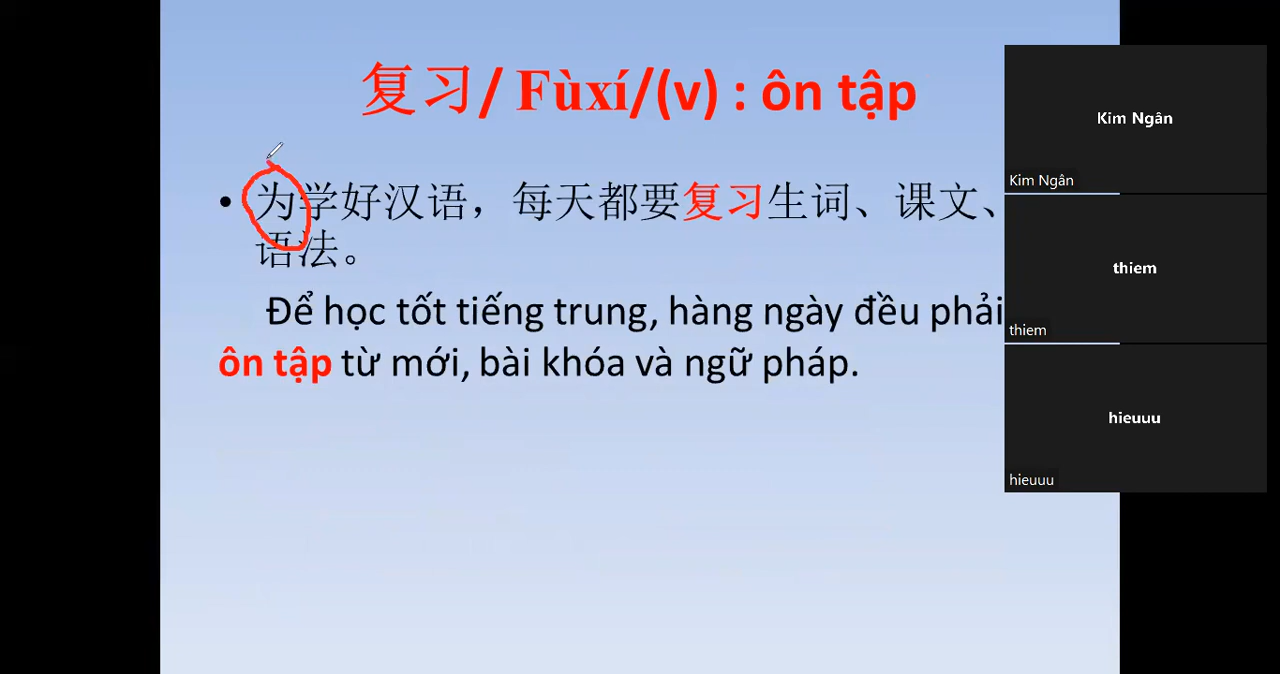 复习/ Fùxí/(v) : ôn tập
• 为学好汉语，每天都要复习生词、课文、
语法。
Để học tốt tiếng trung, hàng ngày đều phải
ôn tập từ mới, bài khóa và ngữ pháp.
Kim Ngân
Kim Ngân
thiem
thiem
hieuuu
hieuuu